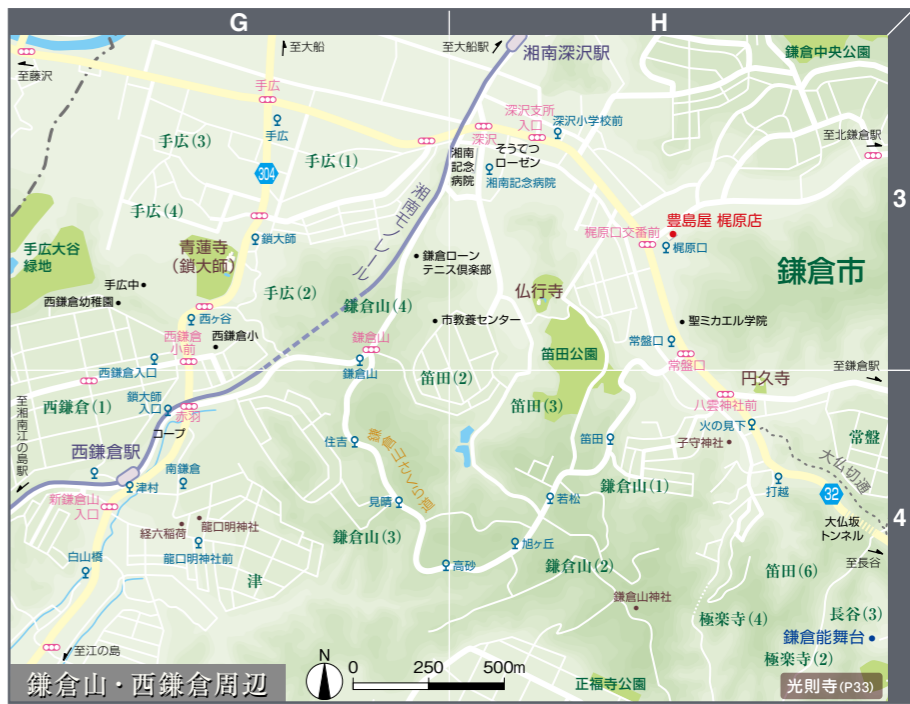 G
H
3
4
至大船
至大船駅
湘南深沢駅
鎌倉中央公園
至藤沢
手広
手広
深沢支所
入口
深沢小学校前
深沢
手広(3)
手広(1)
304
湘南
記念
病院
そうてつ
ローゼン
湘南記念病院
至北鎌倉駅
湘南モノレール
手広(4)
鎖大師
青蓮寺
(鎖大師)
手広大谷
緑地
手広中
西鎌倉幼稚園
手広(2)
鎌倉ローン
テニス倶楽部
豊島屋 梶原店
梶原口交番前
梶原口
鎌倉市
仏行寺
鎌倉山(4)
西ヶ谷
西鎌倉
小前
西鎌倉小
市教養センター
聖ミカエル学院
鎌倉山
鎌倉山
笛田公園
常盤口
常盤口
西鎌倉入口
笛田(2)
円久寺
至鎌倉駅
西鎌倉(1)
鎖大師
入口
赤羽
コープ
笛田(3)
八雲神社前
火の見下
子守神社
常盤
至湘南江の島駅
西鎌倉駅
住吉
鎌倉山さくら道
笛田
大仏切通
南鎌倉
津村
新鎌倉山
入口
見晴
若松
鎌倉山(1)
打越
32
経六稲荷
龍口明神社
龍口明神社前
鎌倉山(3)
旭ヶ丘
大仏坂
トンネル
白山橋
高砂
鎌倉山(2)
至長谷
津
笛田(6)
鎌倉山神社
極楽寺(4)
長谷(3)
鎌倉能舞台
至江の島
極楽寺(2)
鎌倉山・西鎌倉周辺
N
0 250 500m
正福寺公園
光則寺(P33)